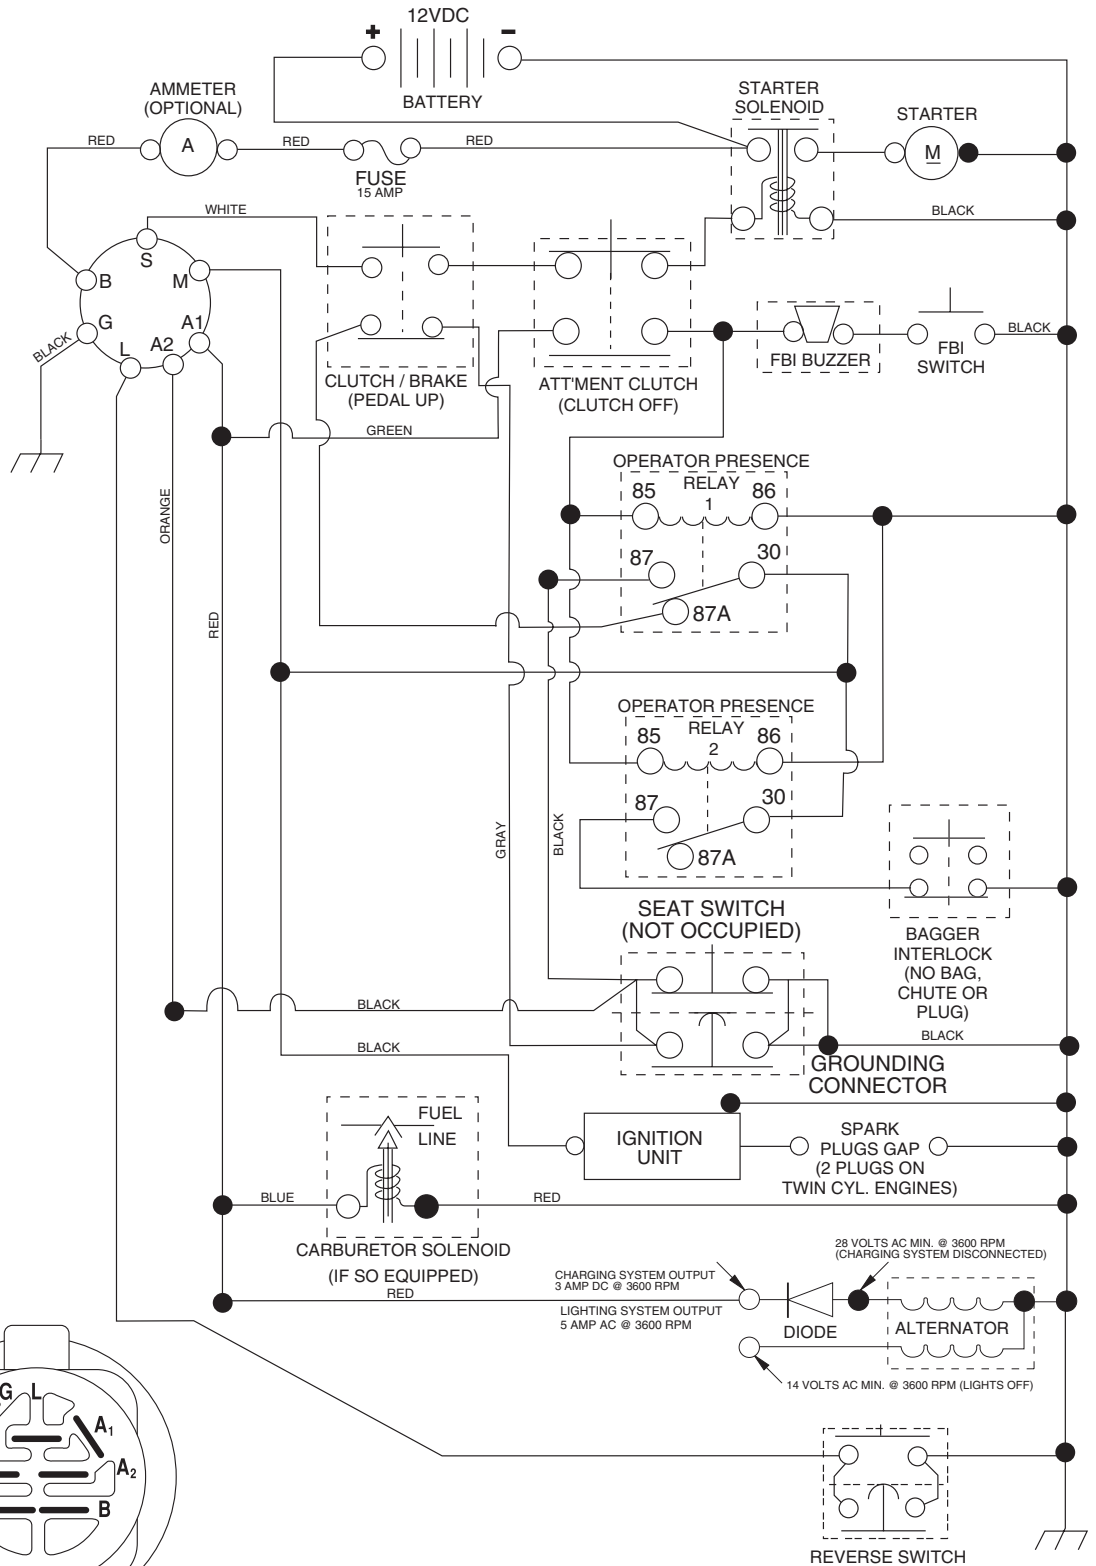 12VDC
+
-
BATTERY
AMMETER
(OPTIONAL)
A
RED
RED
RED
FUSE
15 AMP
STARTER
SOLENOID
STARTER
M
BLACK
WHITE
S
B
M
G
A1
L
A2
BLACK
CLUTCH / BRAKE
(PEDAL UP)
ATT'MENT CLUTCH
(CLUTCH OFF)
FBI BUZZER
FBI
SWITCH
BLACK
GREEN
ORANGE
RED
OPERATOR PRESENCE
RELAY
1
85
86
87
30
87A
OPERATOR PRESENCE
RELAY
2
85
86
87
30
87A
GRAY
BLACK
BAGGER
INTERLOCK
(NO BAG,
CHUTE OR
PLUG)
SEAT SWITCH
(NOT OCCUPIED)
BLACK
BLACK
BLACK
GROUNDING
CONNECTOR
IGNITION
UNIT
SPARK
PLUGS GAP
(2 PLUGS ON
TWIN CYL. ENGINES)
FUEL
LINE
BLUE
RED
CARBURETOR SOLENOID
(IF SO EQUIPPED)
RED
CHARGING SYSTEM OUTPUT
3 AMP DC @ 3600 RPM
LIGHTING SYSTEM OUTPUT
5 AMP AC @ 3600 RPM
28 VOLTS AC MIN. @ 3600 RPM
(CHARGING SYSTEM DISCONNECTED)
DIODE
ALTERNATOR
14 VOLTS AC MIN. @ 3600 RPM (LIGHTS OFF)
REVERSE SWITCH
G
L
A1
A2
B